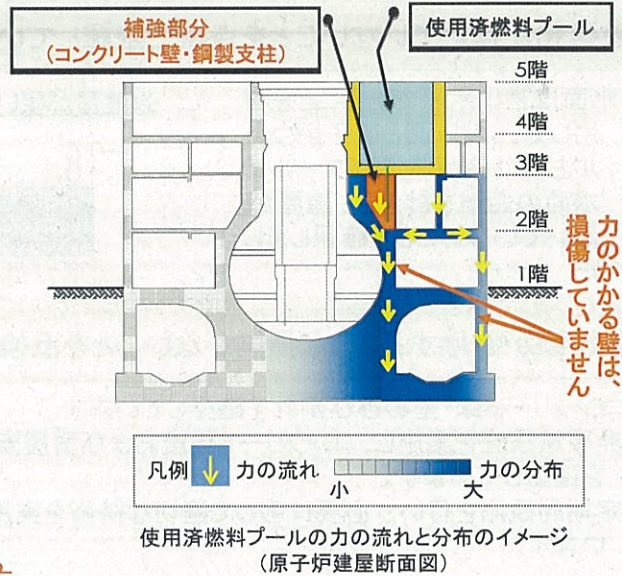 補強部分
(コンクリート壁・鋼製支柱)
使用済燃料プール
5階
4階
3階
2階
1階
力のかかる壁は、
損傷していません
凡例 力の流れ 力の分布
小 大
使用済燃料プールの力の流れと分布のイメージ
(原子炉建屋断面図)